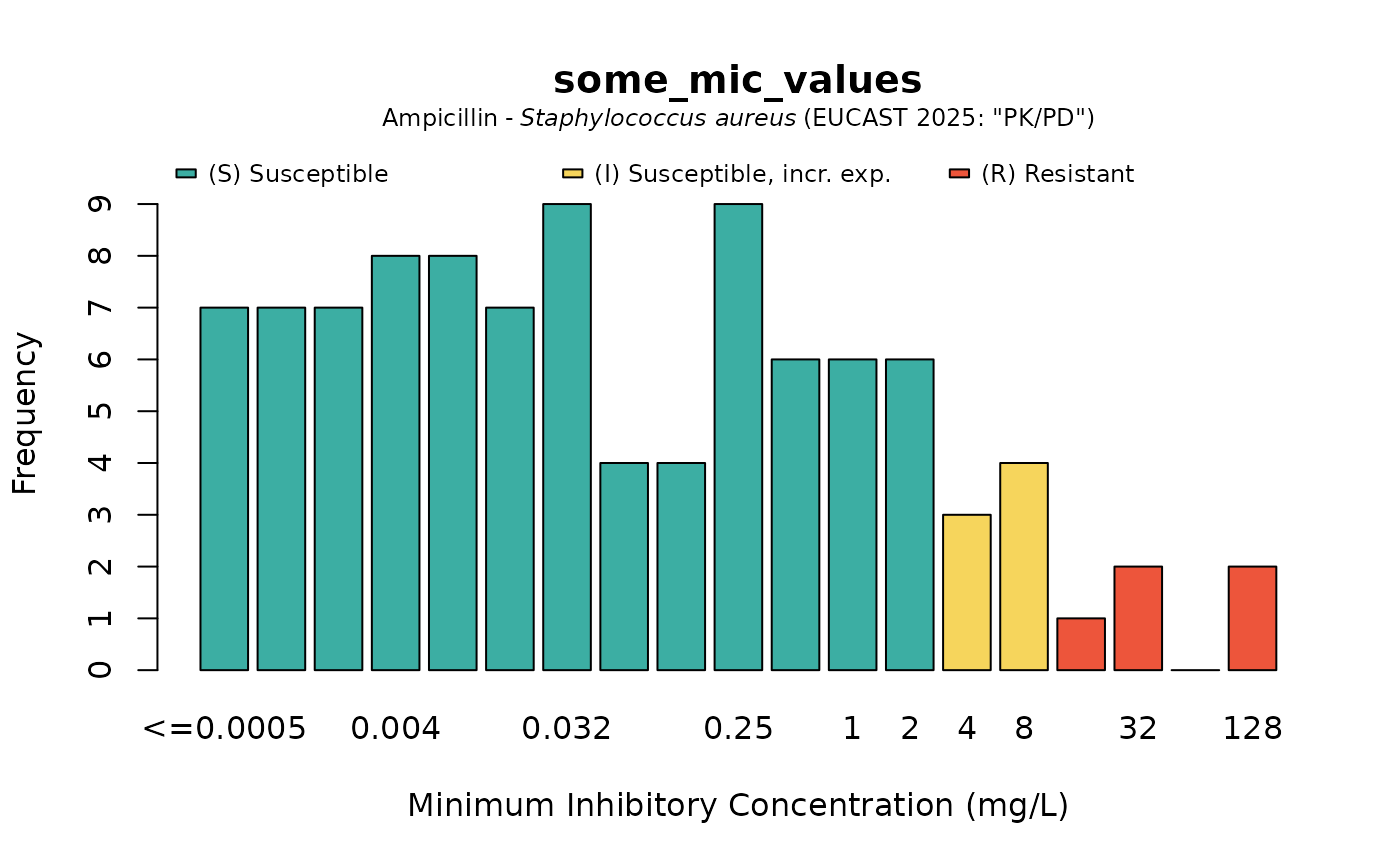 some_mic_values
Ampicillin - Staphylococcus aureus (EUCAST 2025: "PK/PD")
(S) Susceptible (I) Susceptible, incr. exp. (R) Resistant
9
8
7
6
5
4
3
2
1
0
Frequency
<=0.0005 0.004 0.032 0.25 1 2 4 8 32 128
Minimum Inhibitory Concentration (mg/L)